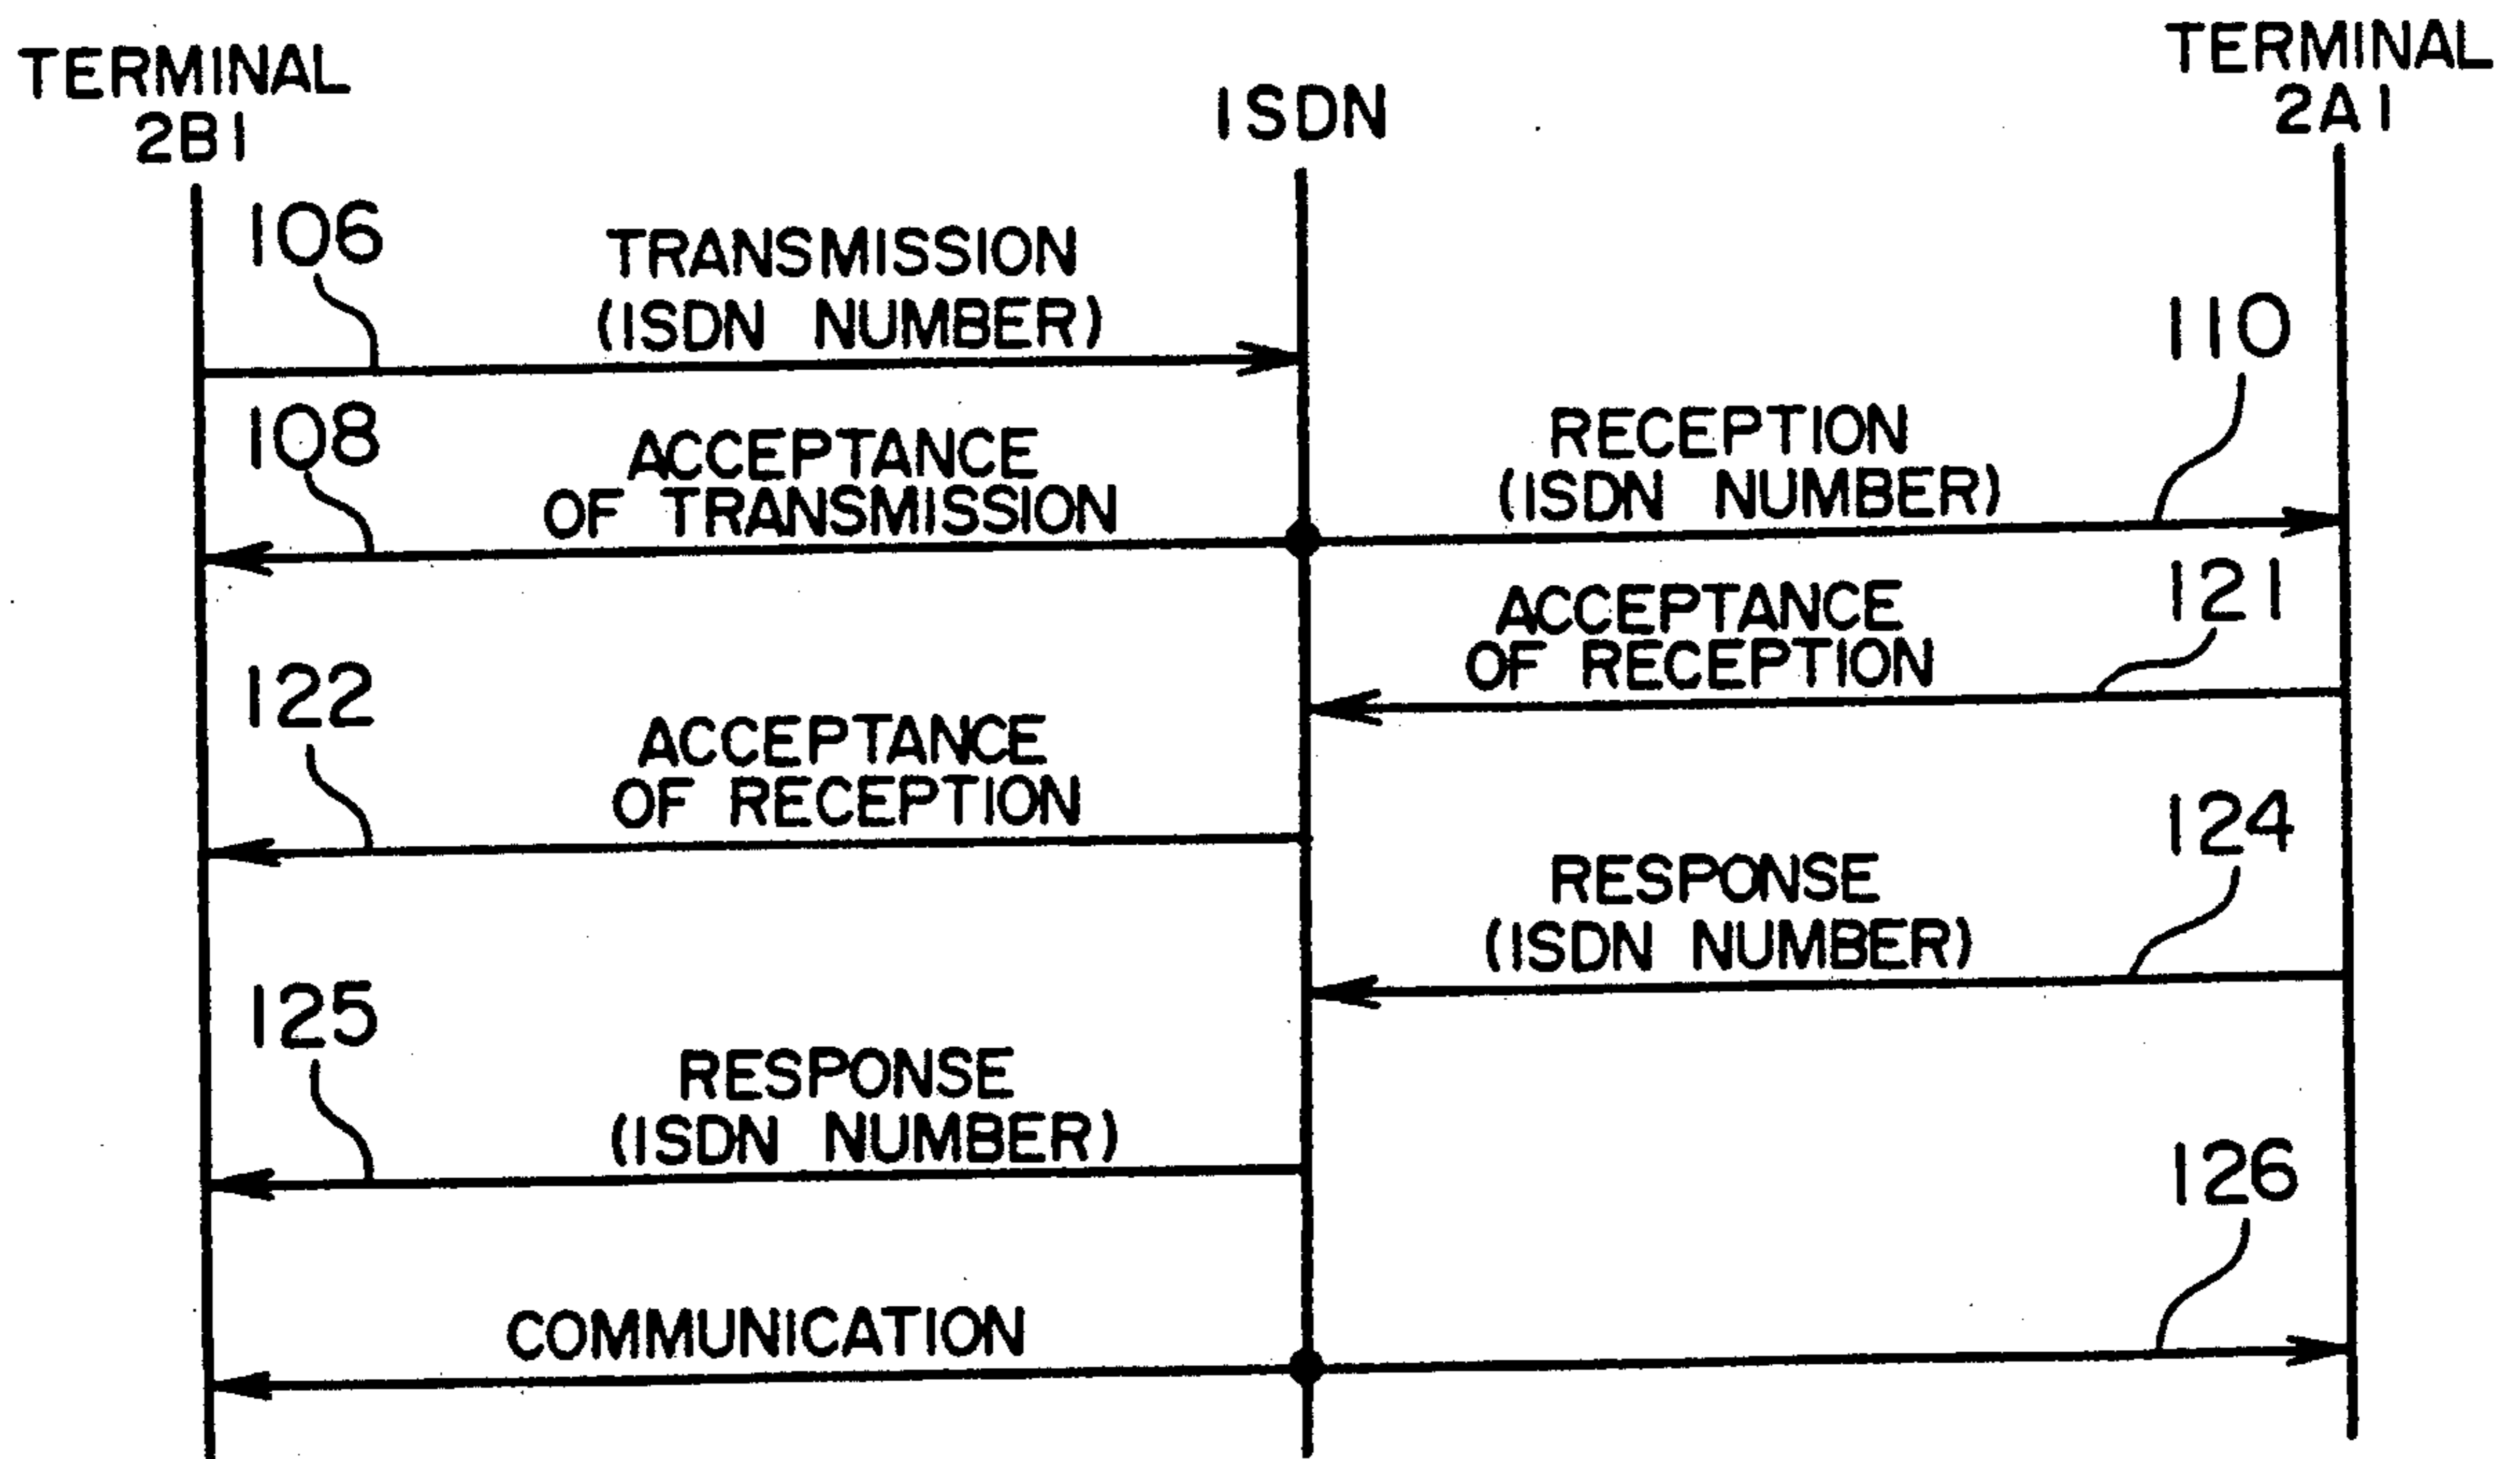 TERMINAL
2B1
ISDN
TERMINAL
2A1
106
TRANSMISSION
(ISDN NUMBER)
110
108
ACCEPTANCE
OF TRANSMISSION
RECEPTION
(ISDN NUMBER)
121
ACCEPTANCE
OF RECEPTION
122
ACCEPTANCE
OF RECEPTION
124
RESPONSE
(ISDN NUMBER)
125
RESPONSE
(ISDN NUMBER)
126
COMMUNICATION